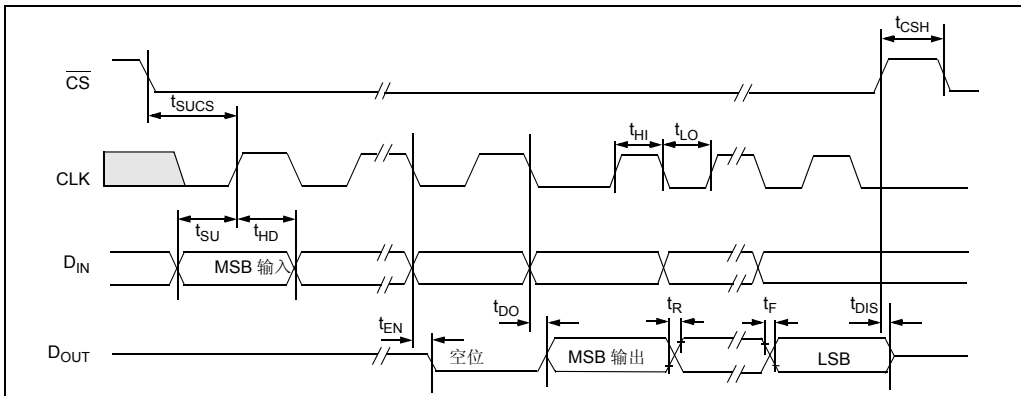 tCSH
CS
tSUCS
tHI tLO
CLK
tSU tHD
DIN
MSB 输入
tEN tDO tR tF tDIS
DOUT
空位 MSB 输出 LSB